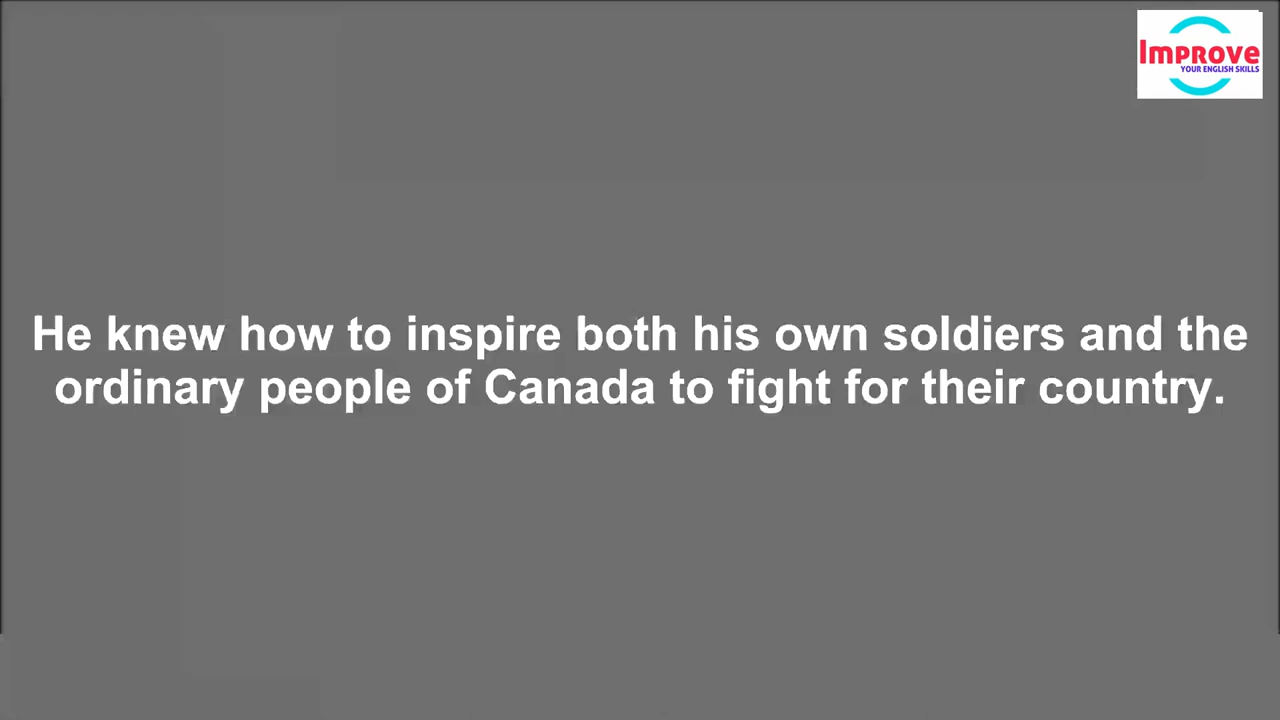 Improve
YOUR ENGLISH SKILLS
He knew how to inspire both his own soldiers and the
ordinary people of Canada to fight for their country.